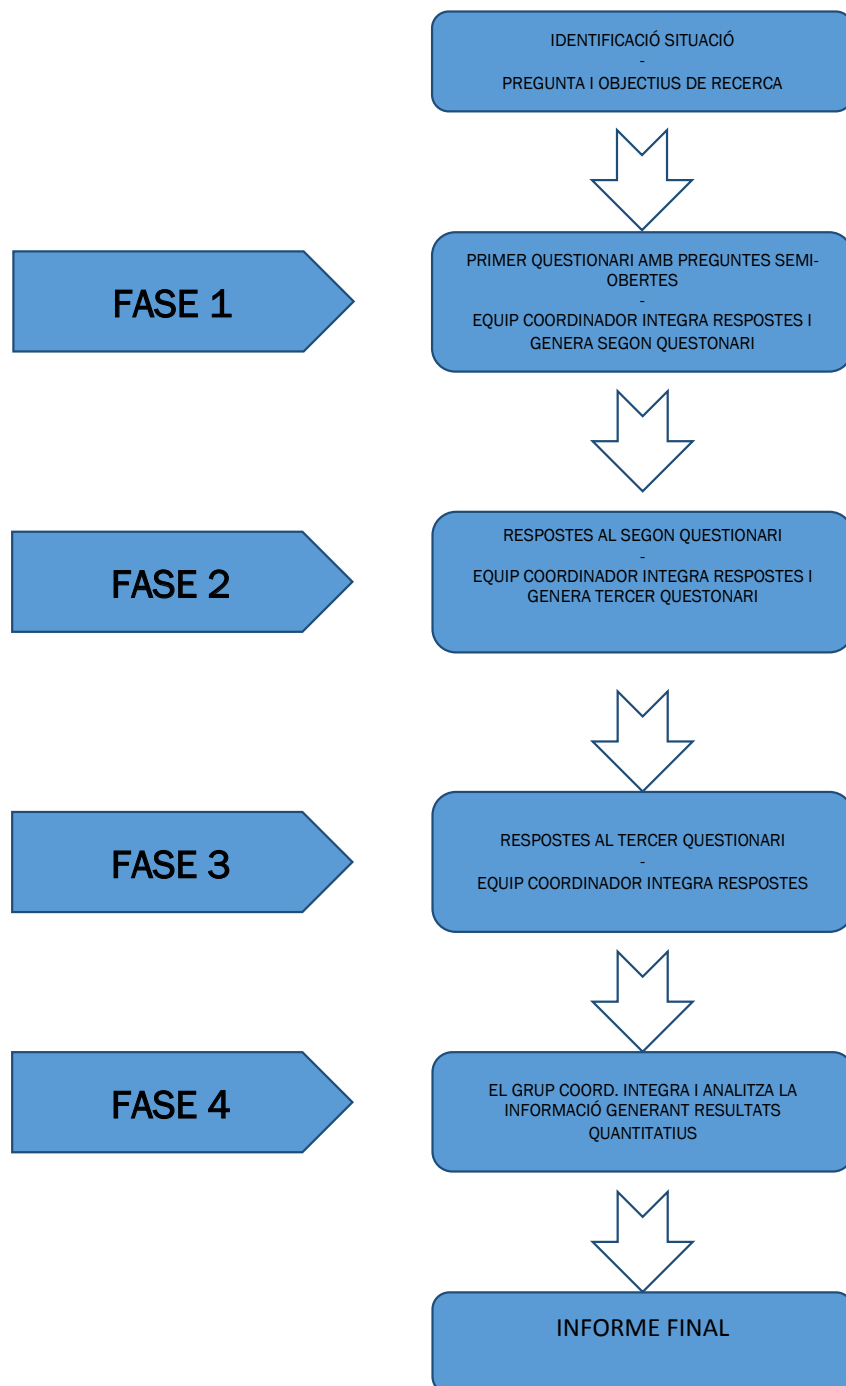 IDENTIFICACIÓ SITUACIÓ
-
PREGUNTA I OBJECTIUS DE RECERCA
FASE 1
PRIMER QUESTIONARI AMB PREGUNTES SEMI-
OBERTES
-
EQUIP COORDINADOR INTEGRA RESPOSTES I
GENERA SEGON QUESTONARI
FASE 2
RESPOSTES AL SEGON QUESTIONARI
-
EQUIP COORDINADOR INTEGRA RESPOSTES I
GENERA TERCER QUESTONARI
FASE 3
RESPOSTES AL TERCER QUESTIONARI
-
EQUIP COORDINADOR INTEGRA RESPOSTES
FASE 4
EL GRUP COORD. INTEGRA I ANALITZA LA
INFORMACIÓ GENERANT RESULTATS
QUANTITATIUS
INFORME FINAL